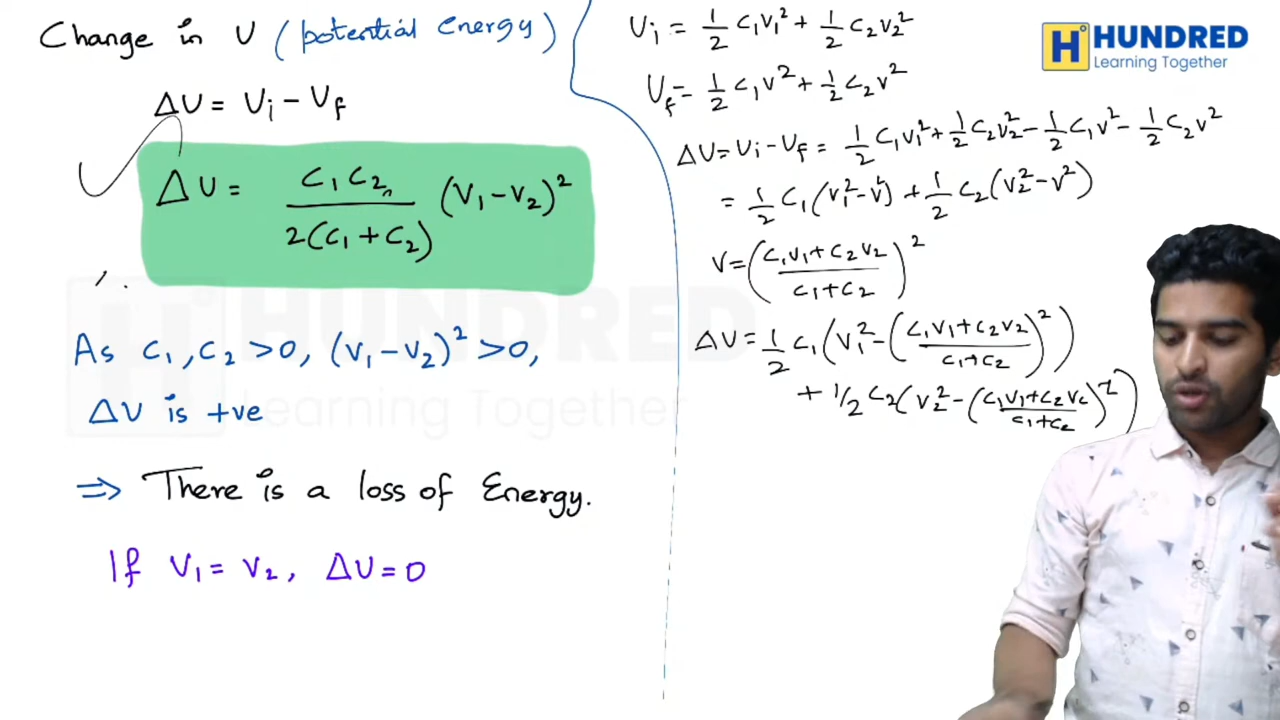 Change in U (potential Energy)
ΔU = Ui − Uf
ΔU = C1 C2 / 2(C1 + C2) (V1 − V2)²
As C1, C2 > 0, (V1 − V2)² > 0,
ΔU is +ve
⇒ There is a loss of Energy.
If V1 = V2, ΔU = 0
Ui = 1/2 C1V1² + 1/2 C2V2²
Uf = 1/2 C1V² + 1/2 C2V²
ΔU = Ui − Uf = 1/2 C1V1² + 1/2 C2V2² − 1/2 C1V² − 1/2 C2V²
= 1/2 C1(V1² − V²) + 1/2 C2(V2² − V²)
V = (C1V1 + C2V2 / C1 + C2)²
ΔU = 1/2 C1(V1² − (C1V1 + C2V2 / C1 + C2)²)
+ 1/2 C2(V2² − (C1V1 + C2V2 / C1 + C2)²)
H° HUNDRED
Learning Together
H° HUNDRED
Learning Together